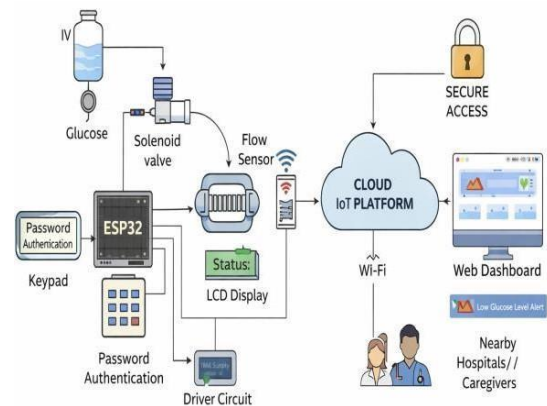 IV
Glucose
Solenoid
valve
Flow
Sensor
SECURE
ACCESS
CLOUD
IoT PLATFORM
Password
Authentication
Keypad
ESP32
Status:
LCD Display
Password
Authentication
Driver Circuit
Wi-Fi
Web Dashboard
Low Glucose Level Alert
Nearby
Hospitals//
Caregivers